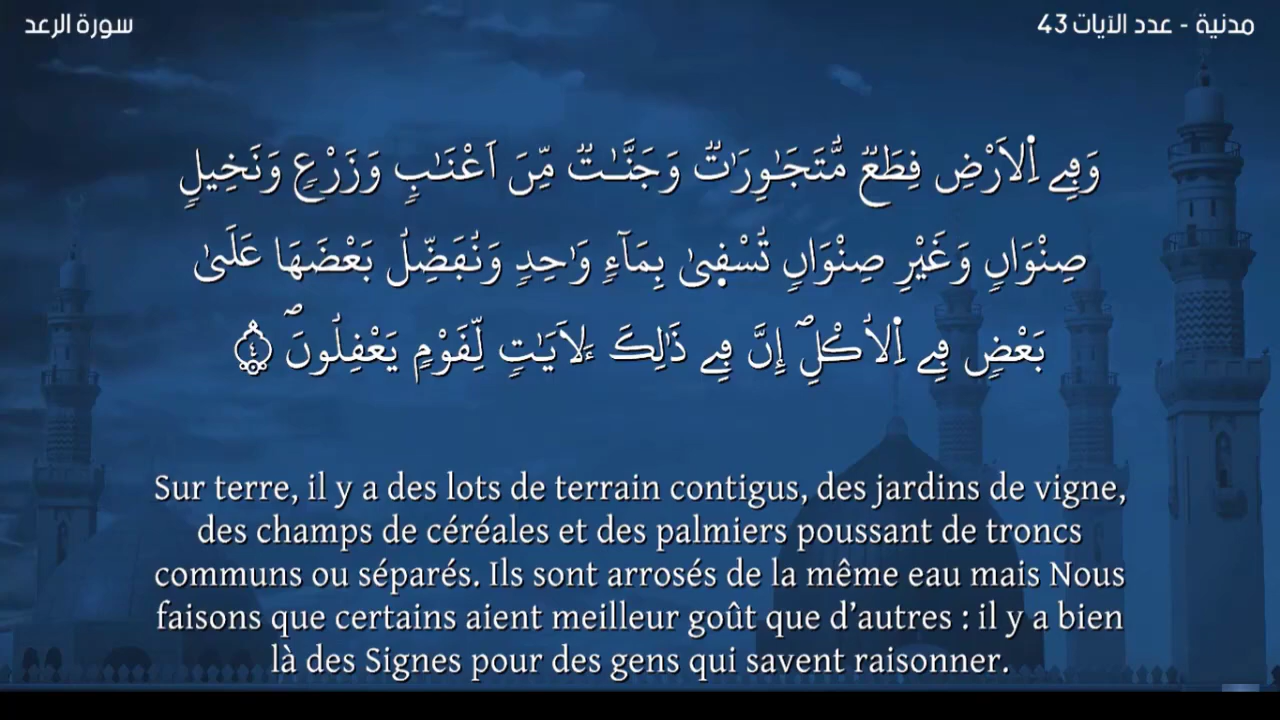 سورة الرعد
مدنية - عدد الآيات 43
وَفِے اِ۬لَارْضِ قِطَعٞ مُّتَجَٰوِرَٰتٞ وَجَنَّٰتٞ مِّنَ اَعْنَٰبٖ وَزَرْعٖ وَنَخِيلٖ
صِنْوَانٖ وَغَيْرِ صِنْوَانٖ تُسْق۪يٰ بِمَآءٖ وَٰحِدٖ وَنُفَضِّلُ بَعْضَهَا عَلَىٰ
بَعْضٖ فِے اِ۬لُاكْلِۖ إِنَّ فِے ذَٰلِكَ ءَلَايَٰتٖ لِّقَوْمٖ يَعْقِلُونَۖ ٤
Sur terre, il y a des lots de terrain contigus, des jardins de vigne,
des champs de céréales et des palmiers poussant de troncs
communs ou séparés. Ils sont arrosés de la même eau mais Nous
faisons que certains aient meilleur goût que d’autres : il y a bien
là des Signes pour des gens qui savent raisonner.